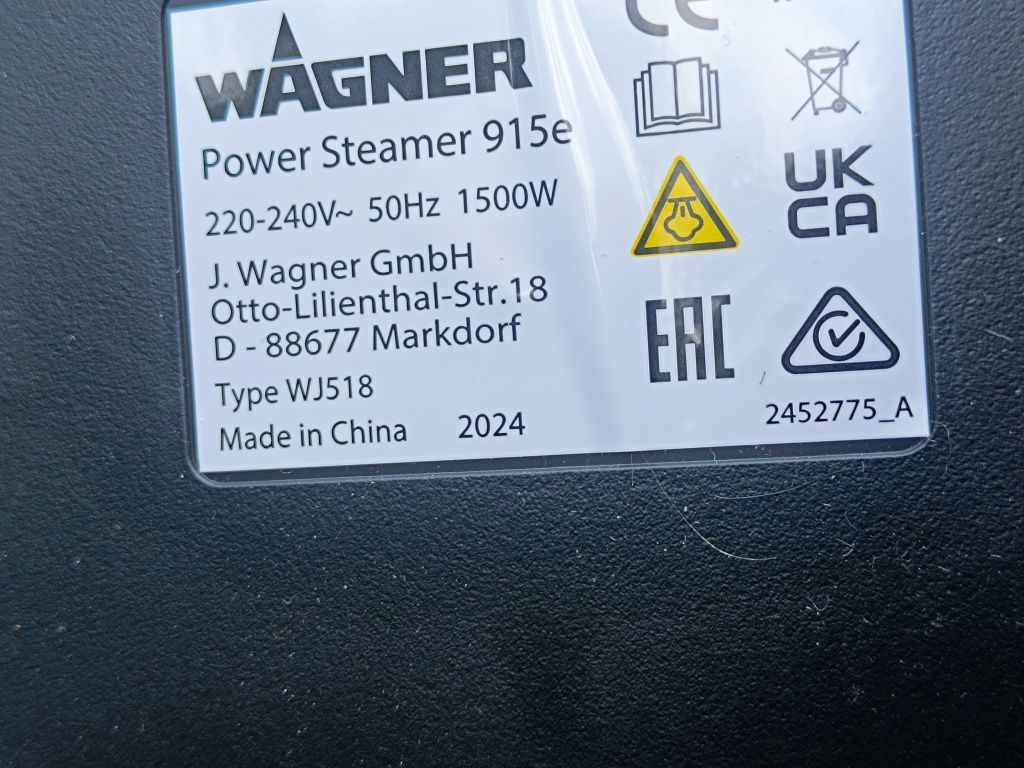 WAGNER
Power Steamer 915e
220-240V~ 50Hz 1500W
J. Wagner GmbH
Otto-Lilienthal-Str.18
D - 88677 Markdorf
Type WJ518
Made in China 2024
CE
UK
CA
EAC
2452775_A